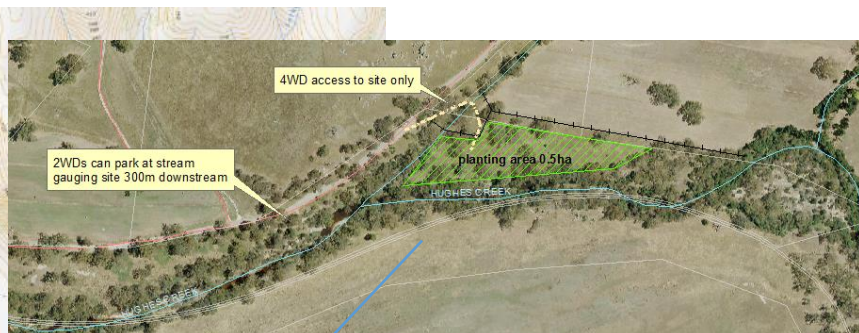 4WD access to site only
2WDs can park at stream
gauging site 300m downstream
planting area 0.5ha
HUGHES CREEK
HUGHES CREEK